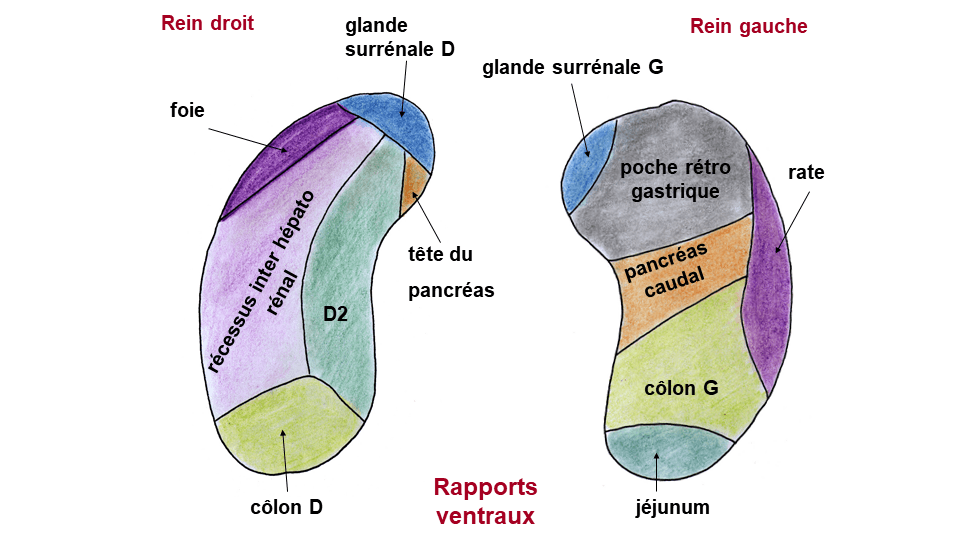 Rein droit
glande
surrénale D
foie
récessus inter hépato
rénal
D2
tête du
pancréas
côlon D
Rein gauche
glande surrénale G
poche rétro
gastrique
rate
pancréas
caudal
côlon G
jéjunum
Rapports
ventraux